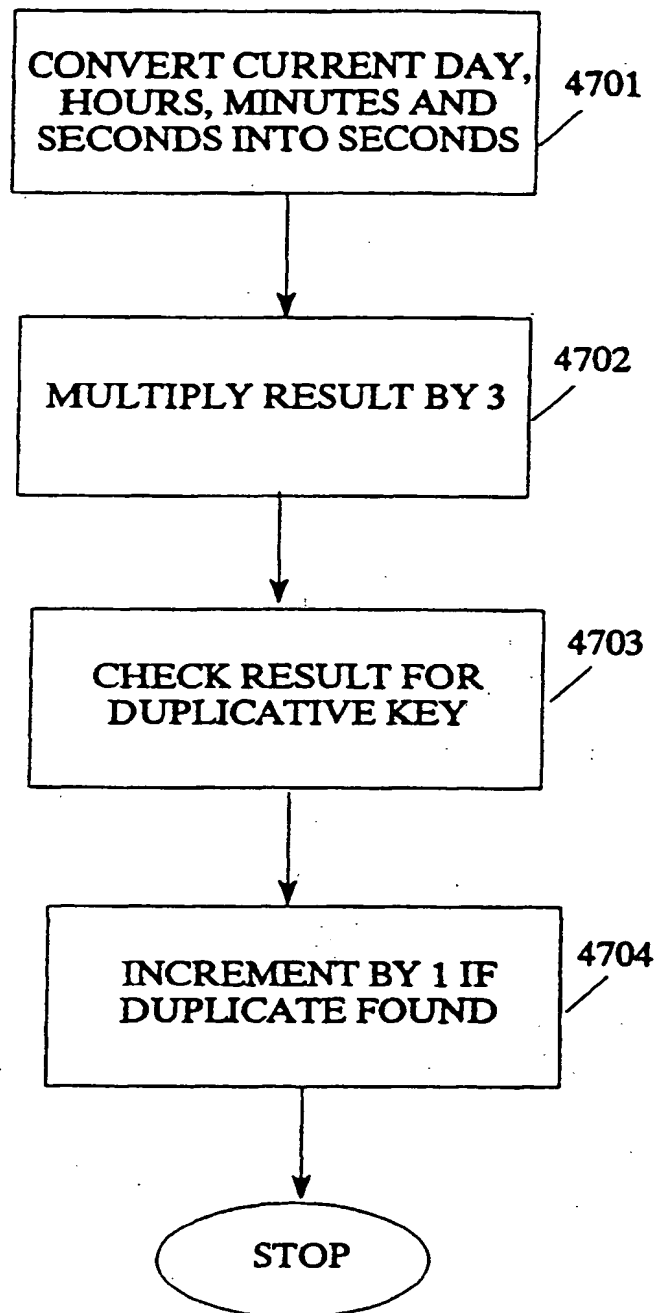 CONVERT CURRENT DAY,
HOURS, MINUTES AND
SECONDS INTO SECONDS
4701
MULTIPLY RESULT BY 3
4702
CHECK RESULT FOR
DUPLICATIVE KEY
4703
INCREMENT BY 1 IF
DUPLICATE FOUND
4704
STOP